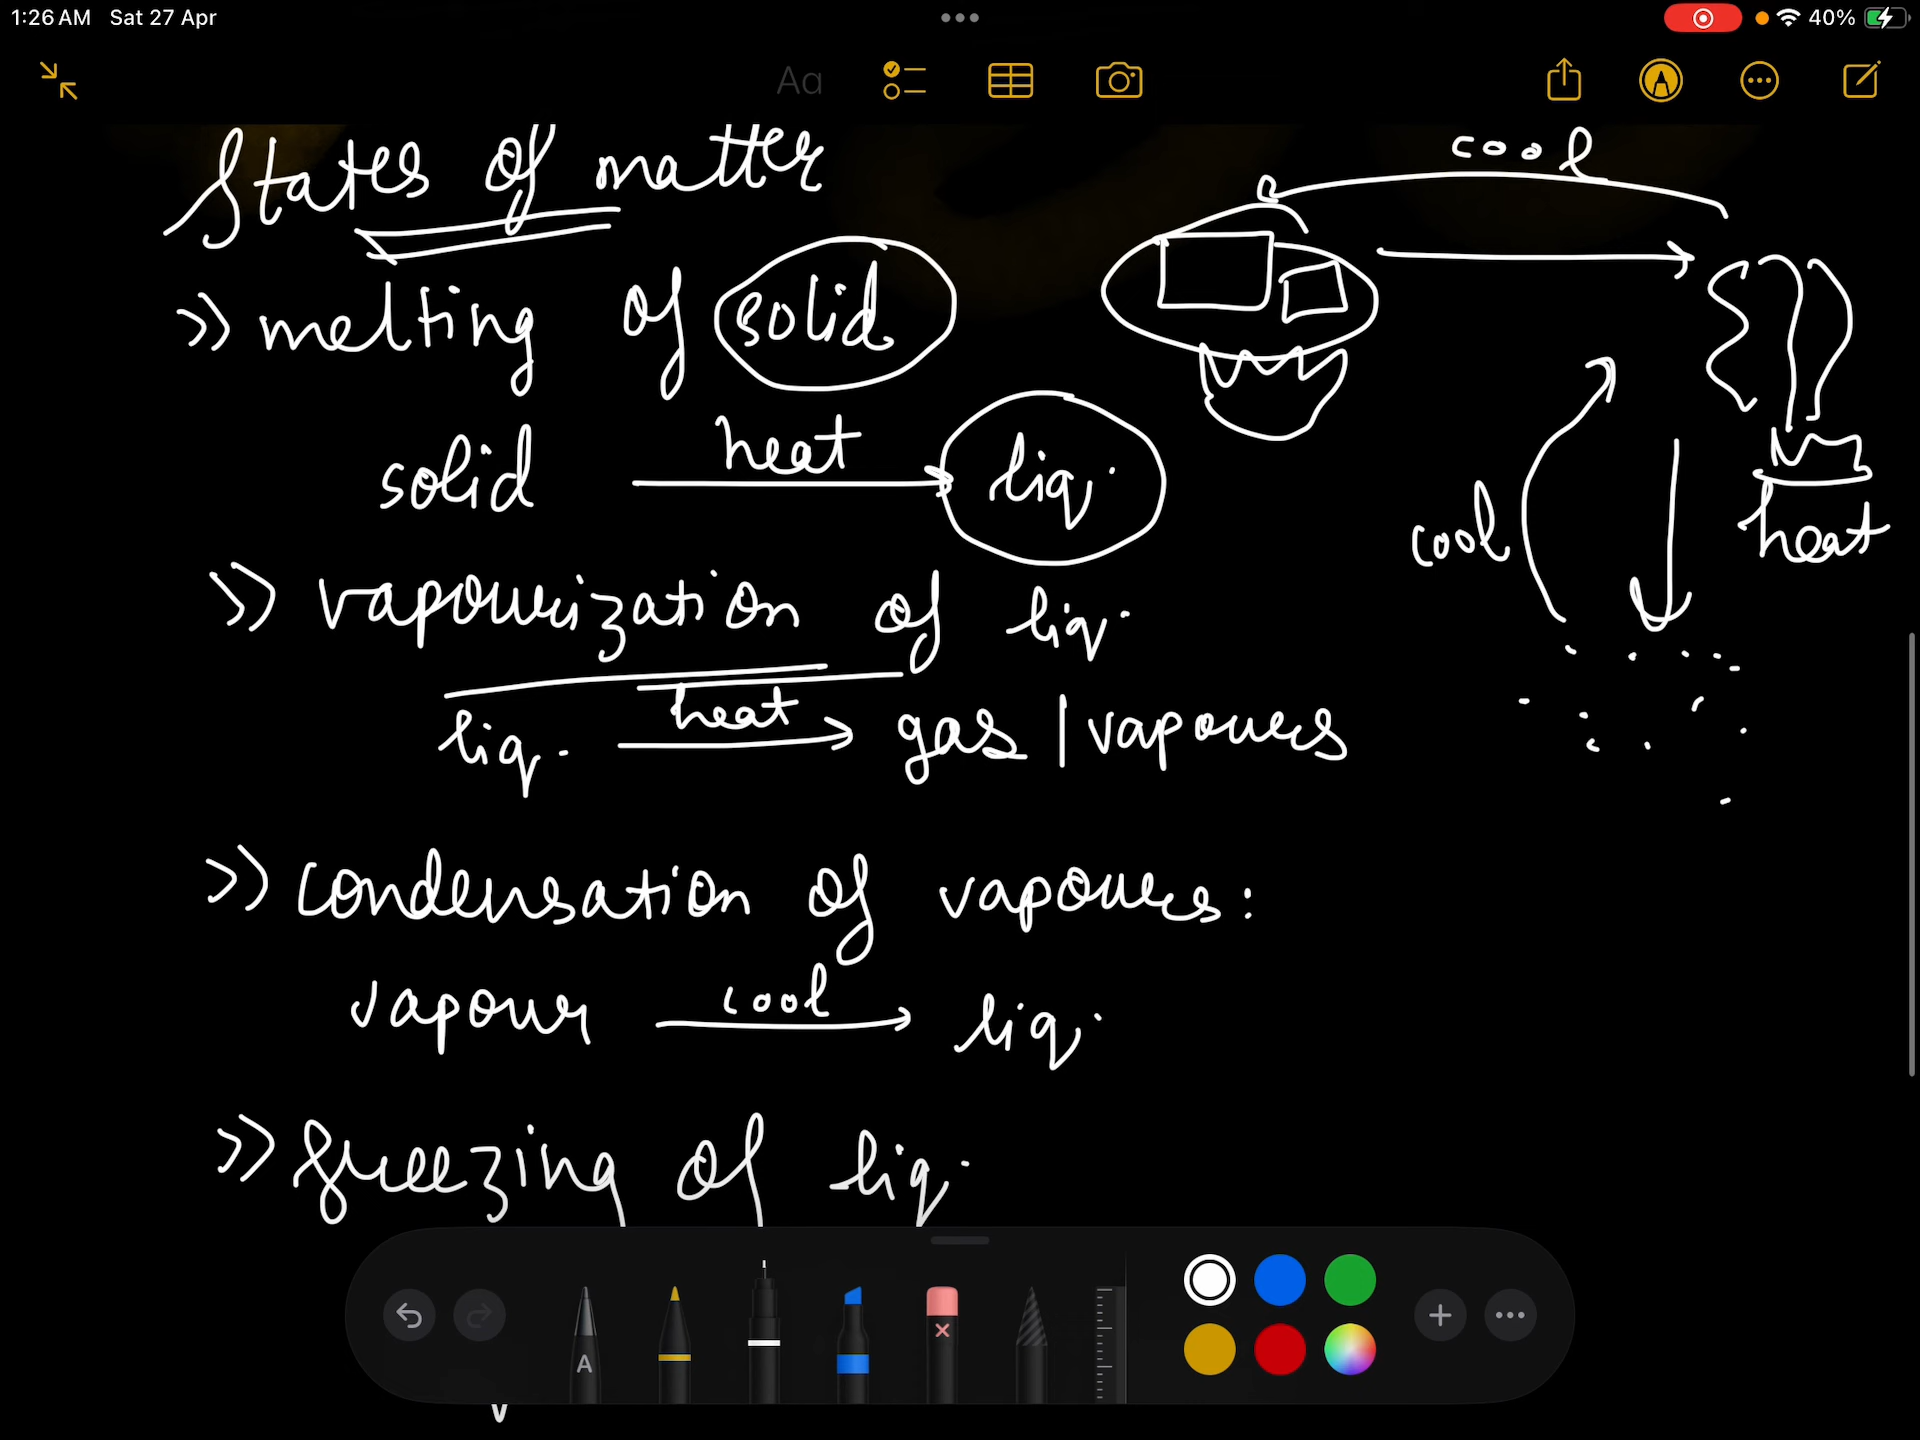 1:26 AM Sat 27 Apr
40%
Aa
States of matter
cool
>> melting of solid
solid heat liq.
cool
heat
>> vapourization of liq.
liq. heat gas | vapours
>> condensation of vapours:
vapour cool liq.
>> freezing of liq.
A